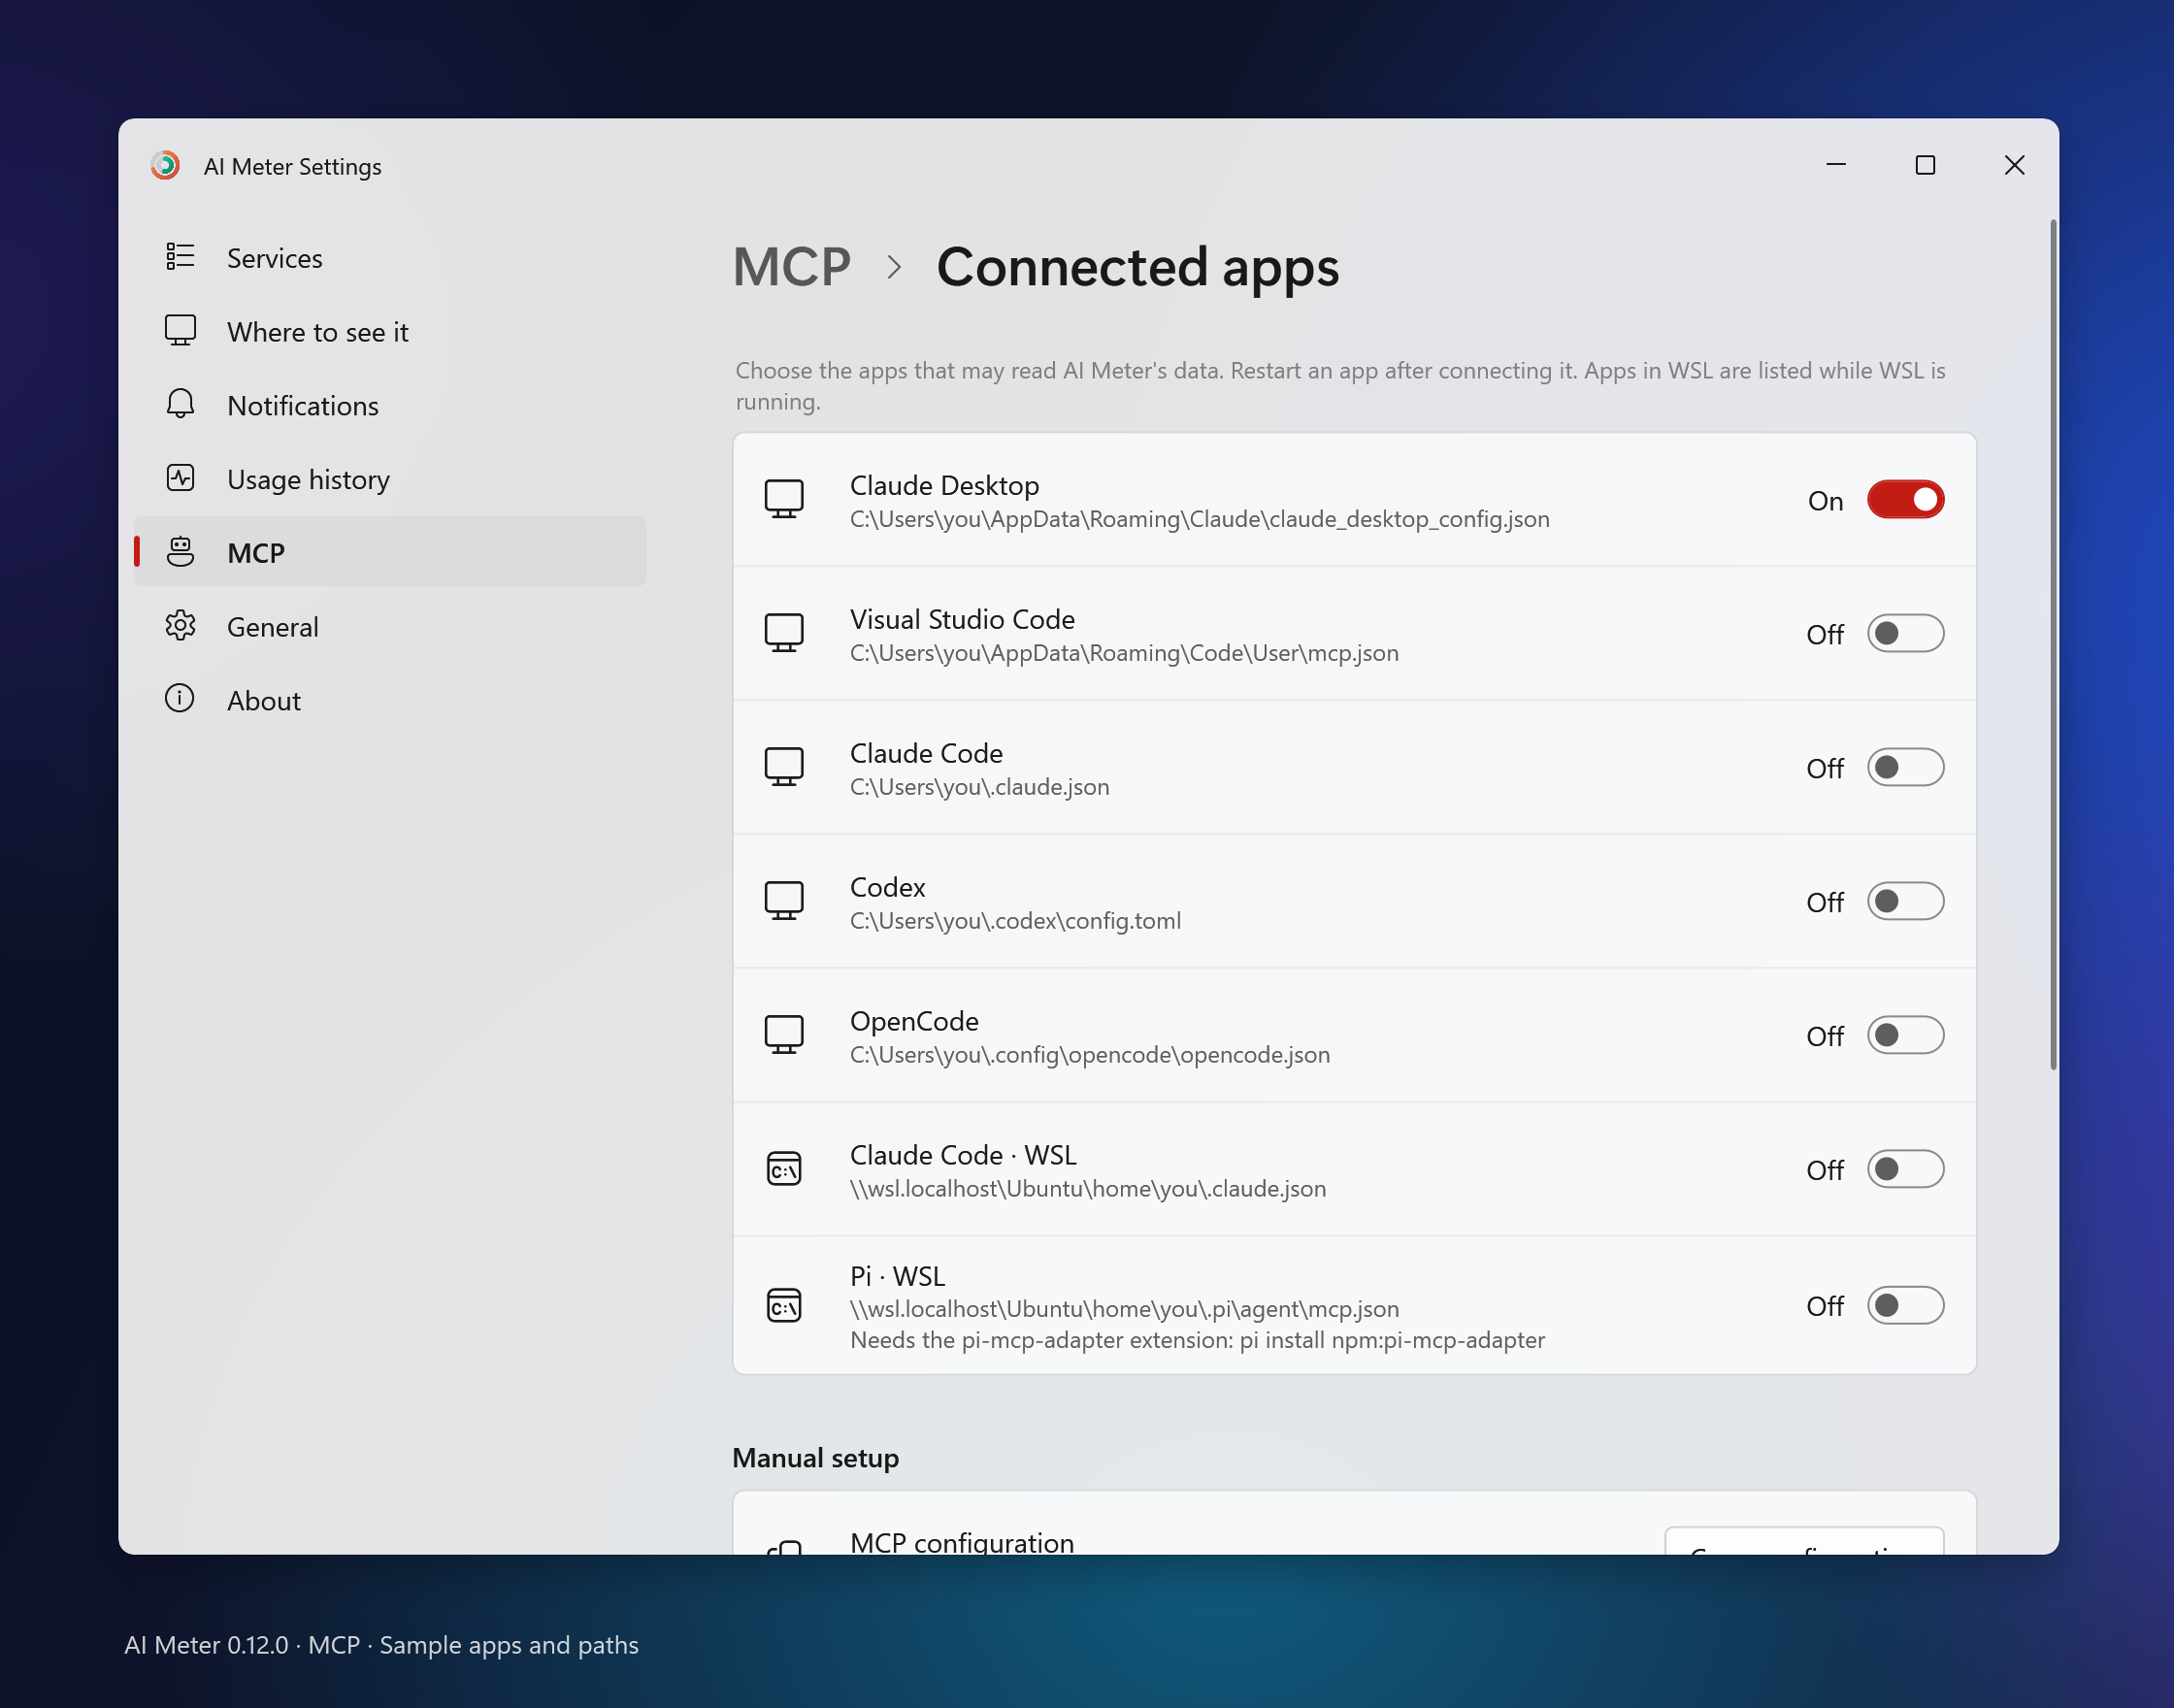 AI Meter Settings
Services
Where to see it
Notifications
Usage history
MCP
General
About
MCP > Connected apps
Choose the apps that may read AI Meter's data. Restart an app after connecting it. Apps in WSL are listed while WSL is
running.
Claude Desktop
C:\Users\you\AppData\Roaming\Claude\claude_desktop_config.json
On
Visual Studio Code
C:\Users\you\AppData\Roaming\Code\User\mcp.json
Off
Claude Code
C:\Users\you\.claude.json
Off
Codex
C:\Users\you\.codex\config.toml
Off
OpenCode
C:\Users\you\.config\opencode\opencode.json
Off
C:\
Claude Code · WSL
\\wsl.localhost\Ubuntu\home\you\.claude.json
Off
C:\
Pi · WSL
\\wsl.localhost\Ubuntu\home\you\.pi\agent\mcp.json
Needs the pi-mcp-adapter extension: pi install npm:pi-mcp-adapter
Off
Manual setup
MCP configuration
AI Meter 0.12.0 · MCP · Sample apps and paths